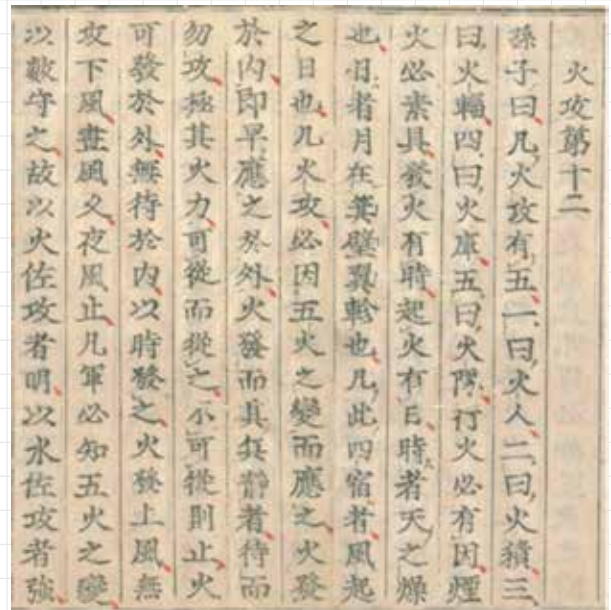 火攻第十二
孫子曰凡火攻有五一曰火人二曰火積三
曰火輜四曰火庫五曰火隊行火必有因煙
火必素具發火有時起火有日時者天之燥
也日者月在箕壁翼軫也凡此四宿者風起
之日也凡火攻必因五火之變而應之火發
於内即早應之於外火發而其兵靜者待而
勿攻極其火力可從而從之不可從則止火
可發於外無待於内以時發之火發上風無
攻下風晝風久夜風止凡軍必知五火之變
以數守之故以火佐攻者明以水佐攻者強